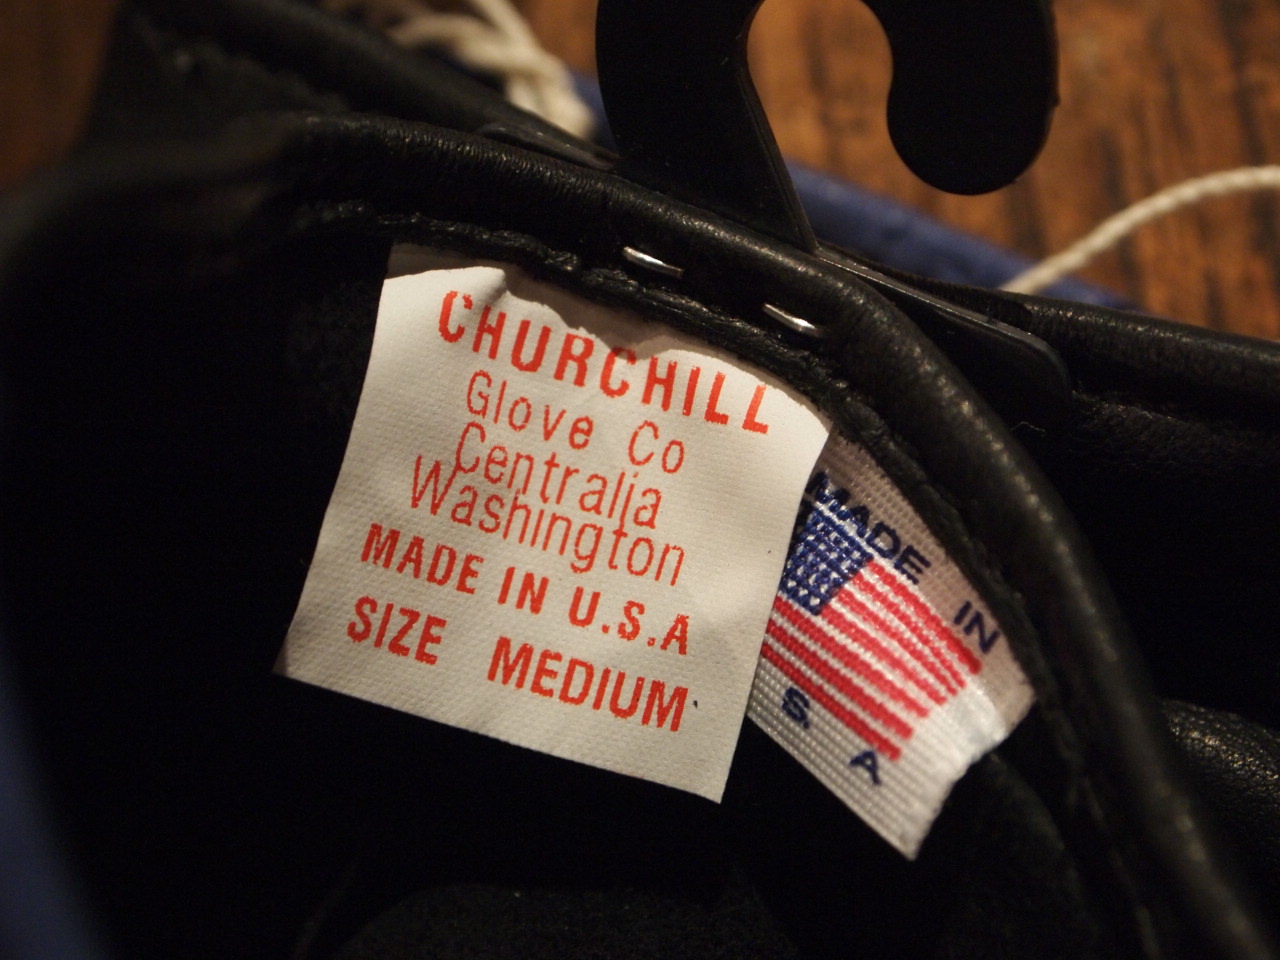 CHURCHILL
Glove Co
Centralia
Washington
MADE IN U.S.A
SIZE MEDIUM
MADE IN
S. A